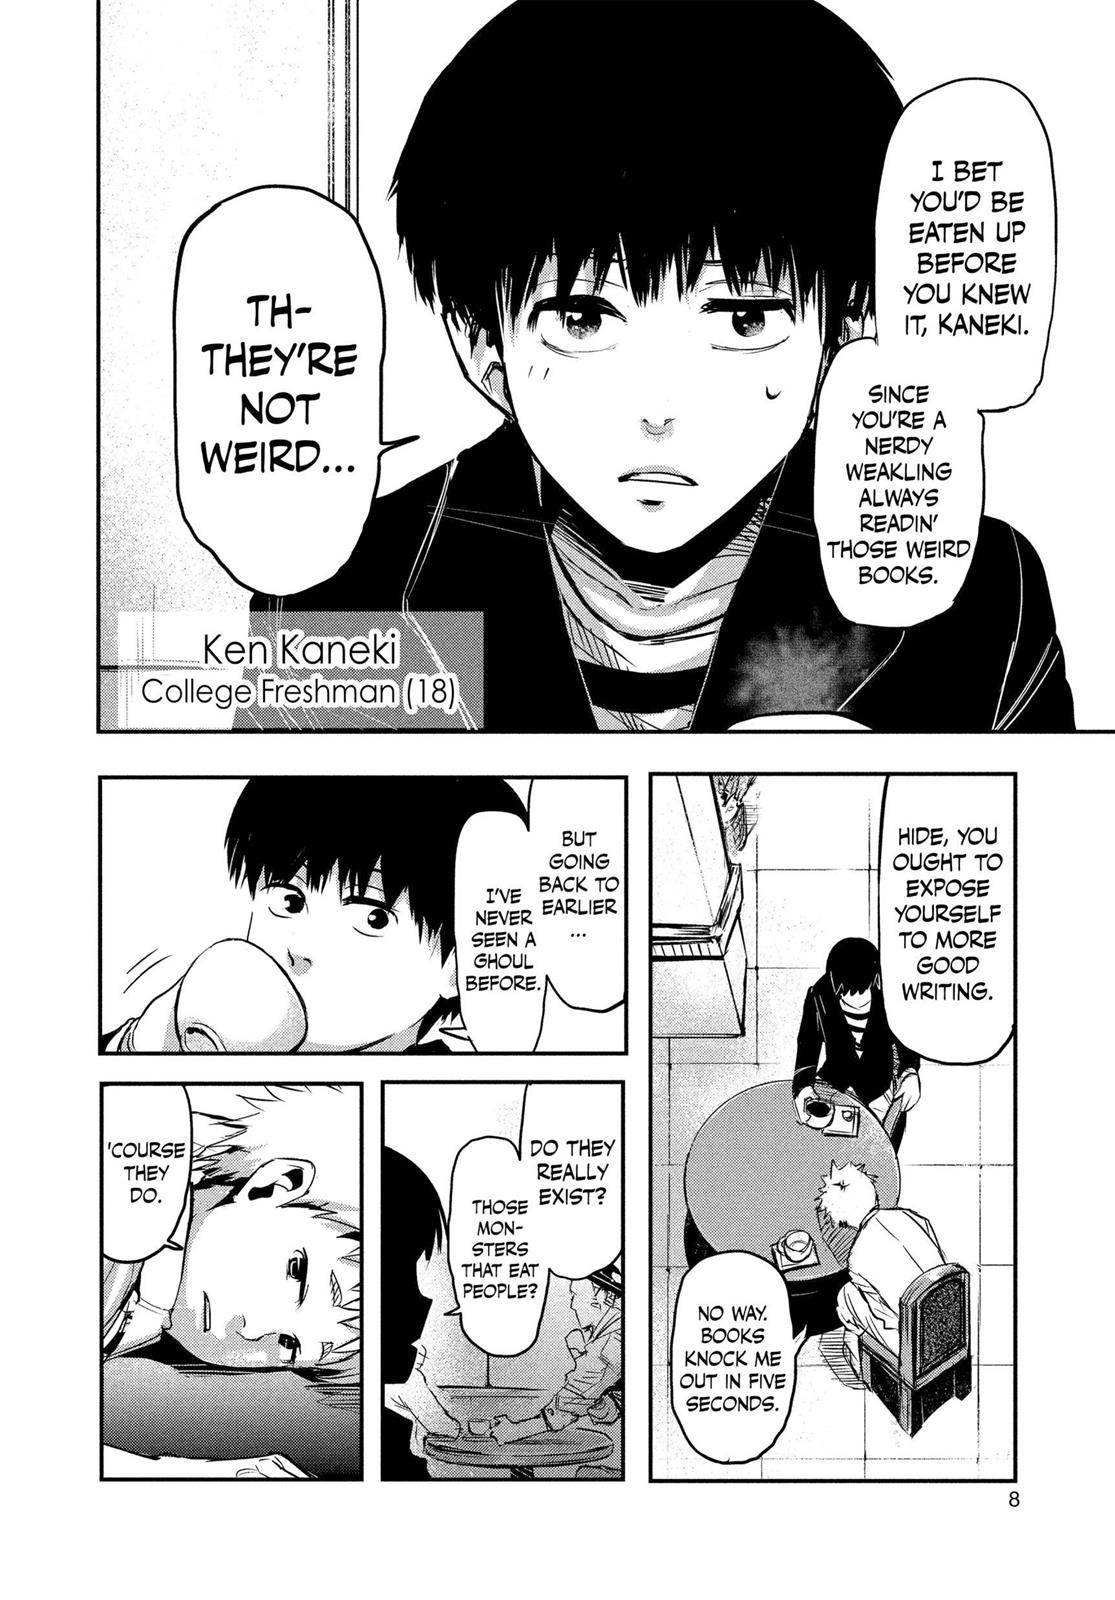 I BET
YOU'D BE
EATEN UP
BEFORE
YOU KNEW
IT, KANEKI.
SINCE
YOU'RE A
NERDY
WEAKLING
ALWAYS
READIN'
THOSE WEIRD
BOOKS.
TH-
THEY'RE
NOT
WEIRD...
Ken Kaneki
College Freshman (18)
HIDE, YOU
OUGHT TO
EXPOSE
YOURSELF
TO MORE
GOOD
WRITING.
NO WAY.
BOOKS
KNOCK ME
OUT IN FIVE
SECONDS.
BUT
GOING
BACK TO
EARLIER
...
I'VE
NEVER
SEEN A
GHOUL
BEFORE.
DO THEY
REALLY
EXIST?
THOSE
MON-
STERS
THAT EAT
PEOPLE?
'COURSE
THEY
DO.
8